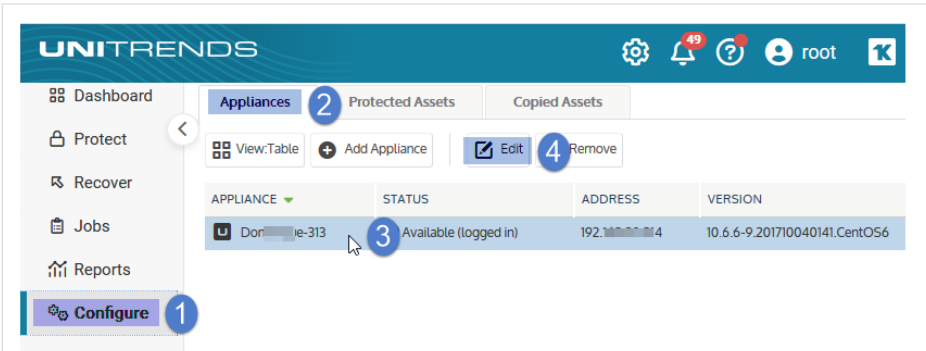 UNITRENDS
49
root
Dashboard
Protect
Recover
Jobs
Reports
Configure 1
Appliances 2 Protected Assets Copied Assets
View:Table Add Appliance Edit 4 Remove
APPLIANCE STATUS ADDRESS VERSION
3 Available (logged in) 10.6.6-9.201710040141.CentOS6